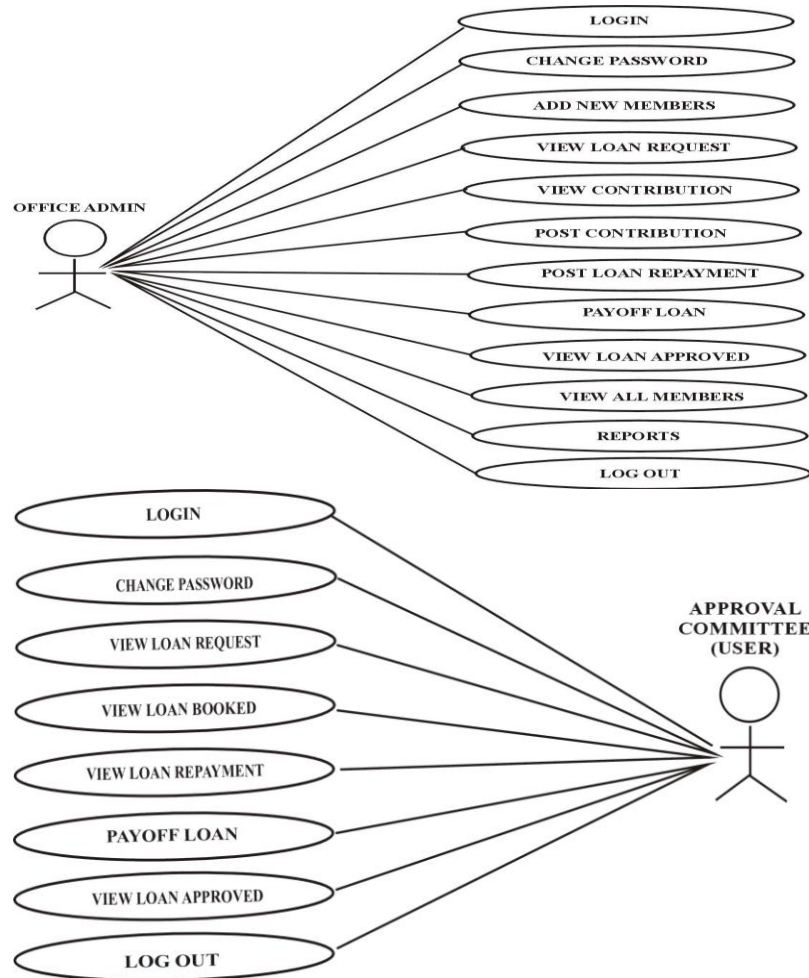 LOGIN
CHANGE PASSWORD
ADD NEW MEMBERS
VIEW LOAN REQUEST
VIEW CONTRIBUTION
OFFICE ADMIN
POST CONTRIBUTION
POST LOAN REPAYMENT
PAYOFF LOAN
VIEW LOAN APPROVED
VIEW ALL MEMBERS
REPORTS
LOG OUT
LOGIN
CHANGE PASSWORD
VIEW LOAN REQUEST
VIEW LOAN BOOKED
VIEW LOAN REPAYMENT
PAYOFF LOAN
VIEW LOAN APPROVED
LOG OUT
APPROVAL
COMMITTEE
(USER)